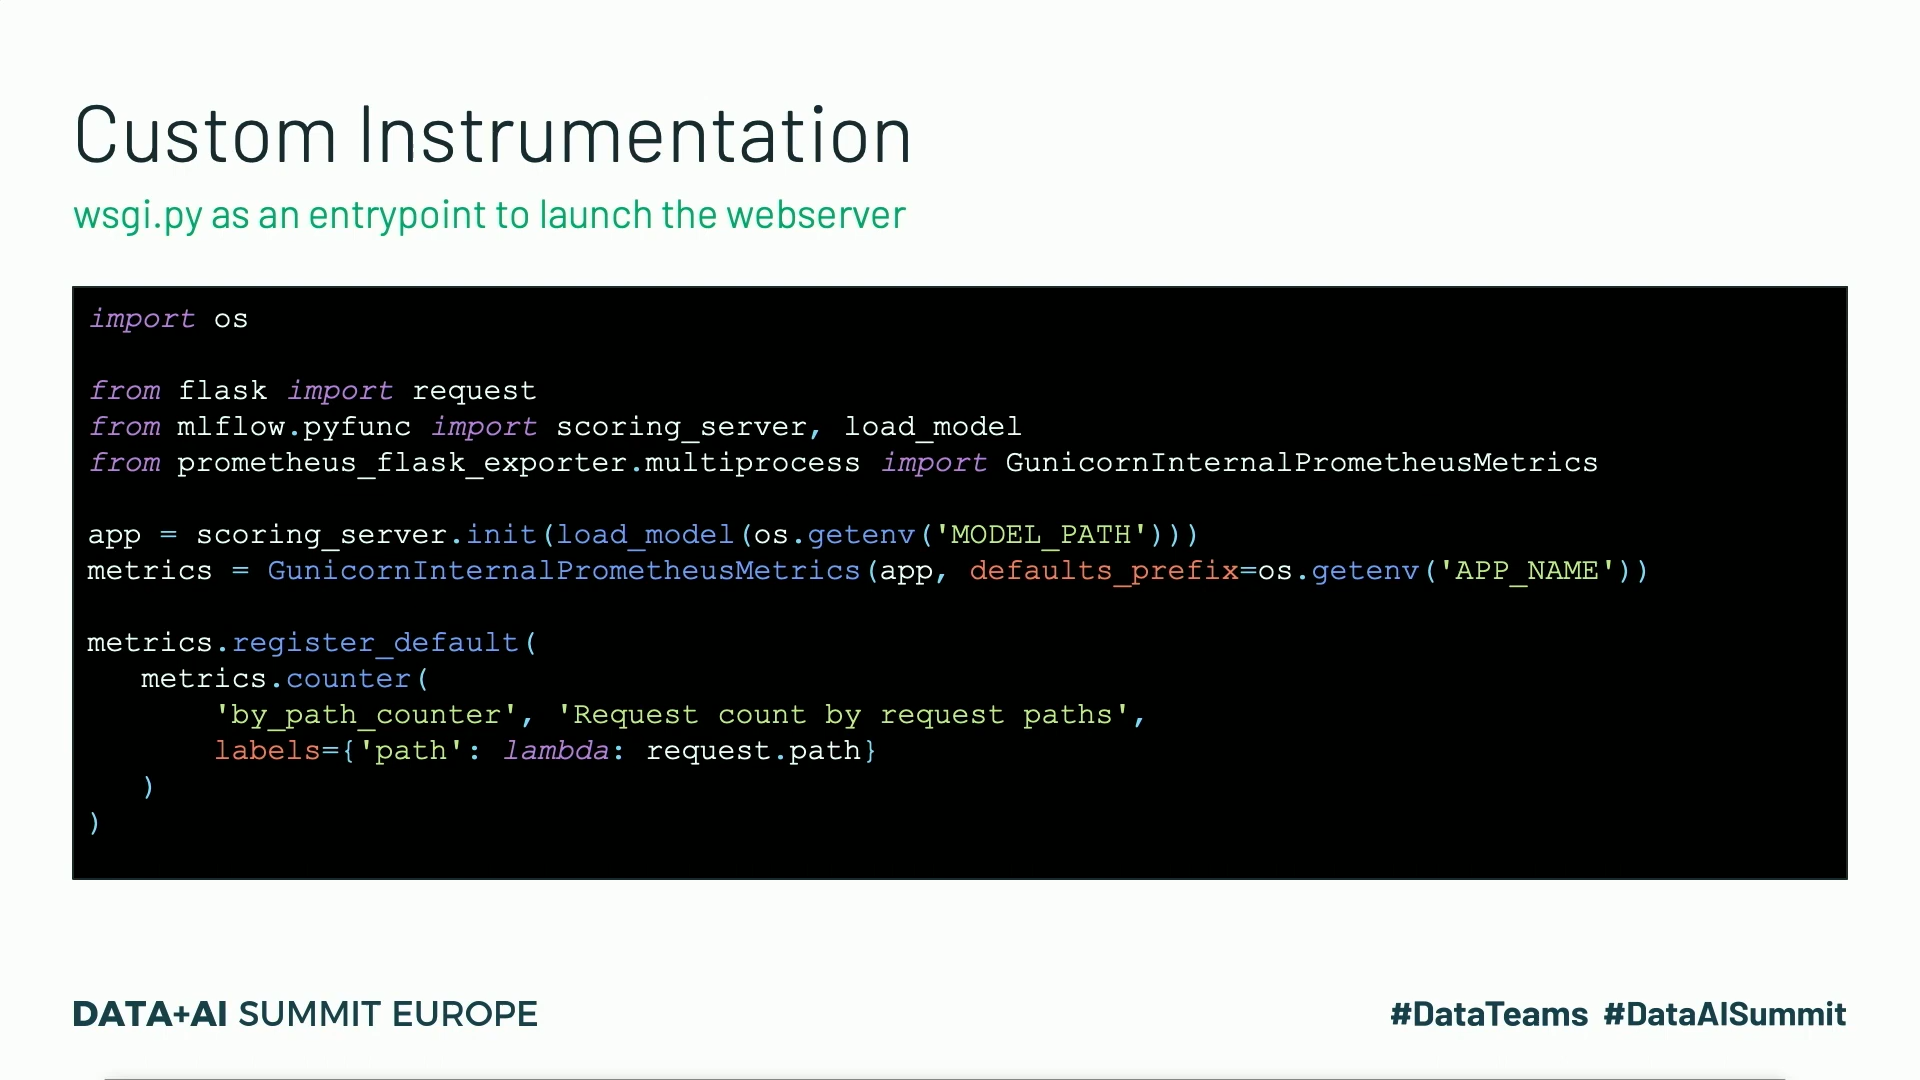 Custom Instrumentation
wsgi.py as an entrypoint to launch the webserver
import os
from flask import request
from mlflow.pyfunc import scoring_server, load_model
from prometheus_flask_exporter.multiprocess import GunicornInternalPrometheusMetrics
app = scoring_server.init(load_model(os.getenv('MODEL_PATH')))
metrics = GunicornInternalPrometheusMetrics(app, defaults_prefix=os.getenv('APP_NAME'))
metrics.register_default(
metrics.counter(
'by_path_counter', 'Request count by request paths',
labels={'path': lambda: request.path}
)
)
DATA+AI SUMMIT EUROPE
#DataTeams #DataAISummit